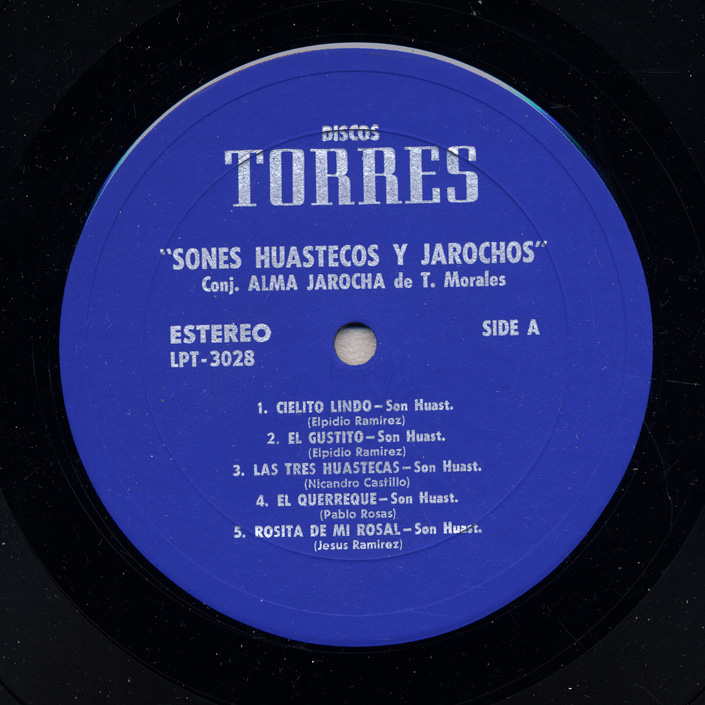 DISCOS
TORRES
"SONES HUASTECOS Y JAROCHOS"
Conj. ALMA JAROCHA de T. Morales
ESTEREO
SIDE A
LPT-3028
1. CIELITO LINDO—Son Huast.
(Elpidio Ramirez)
2. EL GUSTITO—Son Huast.
(Elpidio Ramirez)
3. LAS TRES HUASTECAS—Son Huast.
(Nicandro Castillo)
4. EL QUERREQUE—Son Huast.
(Pablo Rosas)
5. ROSITA DE MI ROSAL—Son Huast.
(Jesus Ramirez)